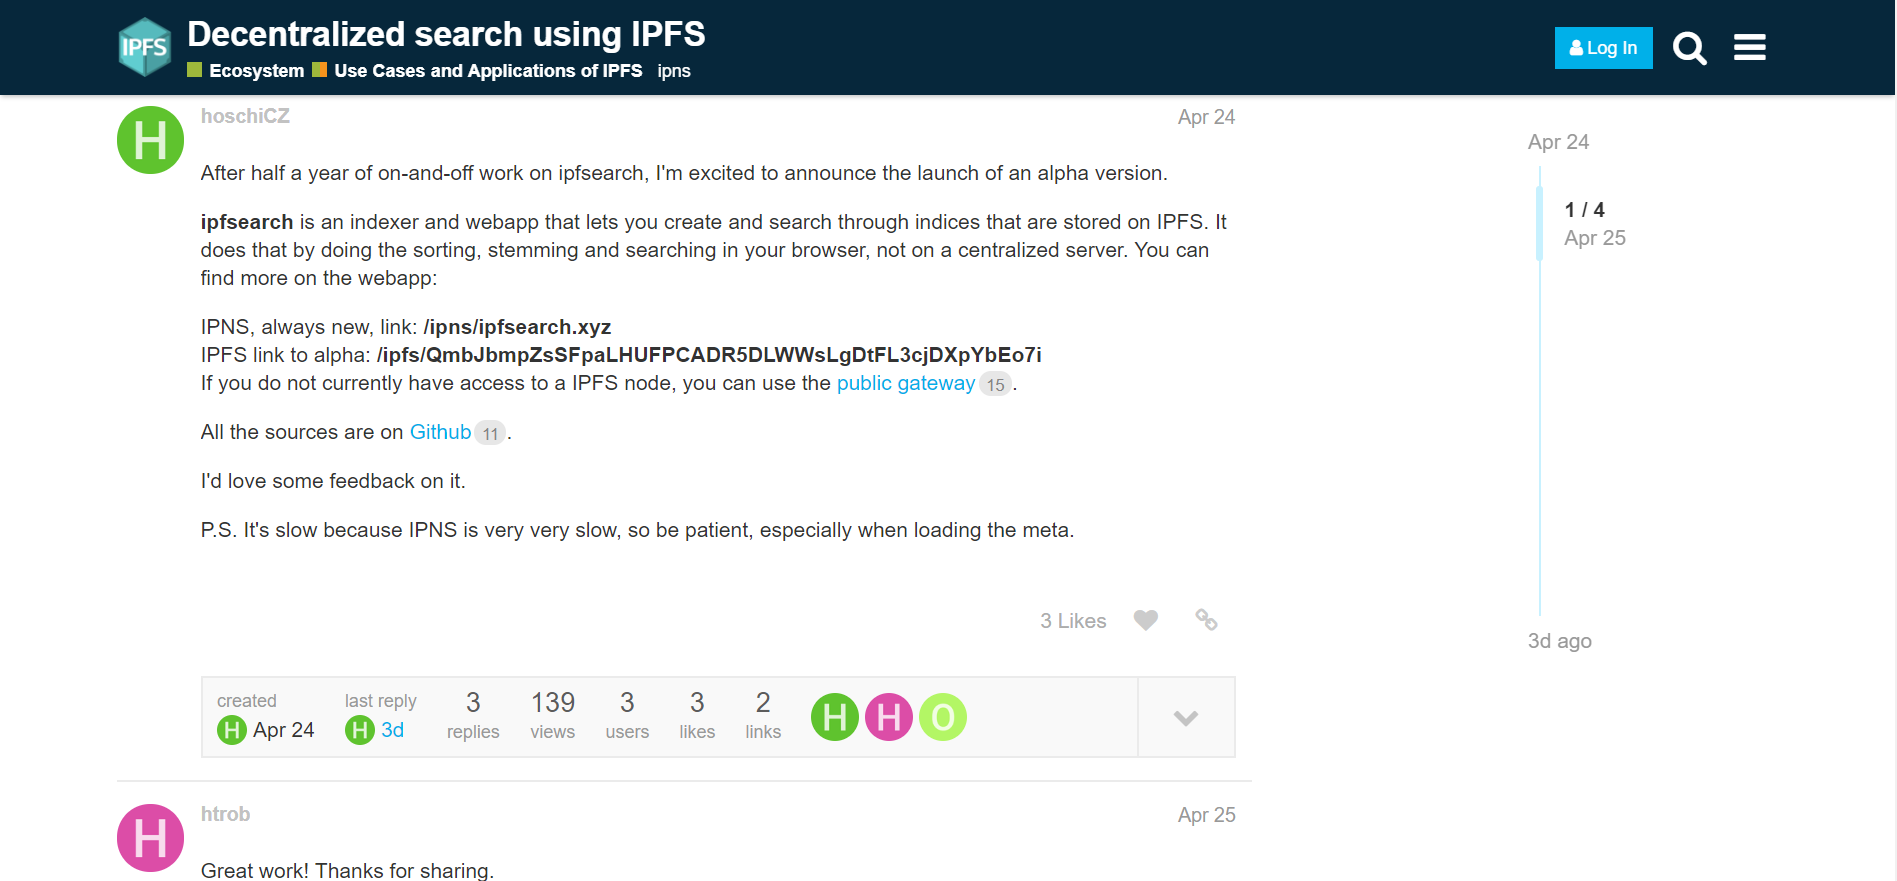 IPFS
Decentralized search using IPFS
Ecosystem Use Cases and Applications of IPFS ipns
Log In
H
hoschiCZ
Apr 24
After half a year of on-and-off work on ipfsearch, I'm excited to announce the launch of an alpha version.
ipfsearch is an indexer and webapp that lets you create and search through indices that are stored on IPFS. It
does that by doing the sorting, stemming and searching in your browser, not on a centralized server. You can
find more on the webapp:
IPNS, always new, link: /ipns/ipfsearch.xyz
IPFS link to alpha: /ipfs/QmbJbmpZsSFpaLHUFPCADR5DLWWsLgDtFL3cjDXpYbEo7i
If you do not currently have access to a IPFS node, you can use the public gateway 15.
All the sources are on Github 11.
I'd love some feedback on it.
P.S. It's slow because IPNS is very very slow, so be patient, especially when loading the meta.
3 Likes
created
H Apr 24
last reply
H 3d
3
replies
139
views
3
users
3
likes
2
links
H H O
Apr 24
1 / 4
Apr 25
3d ago
H
htrob
Apr 25
Great work! Thanks for sharing.